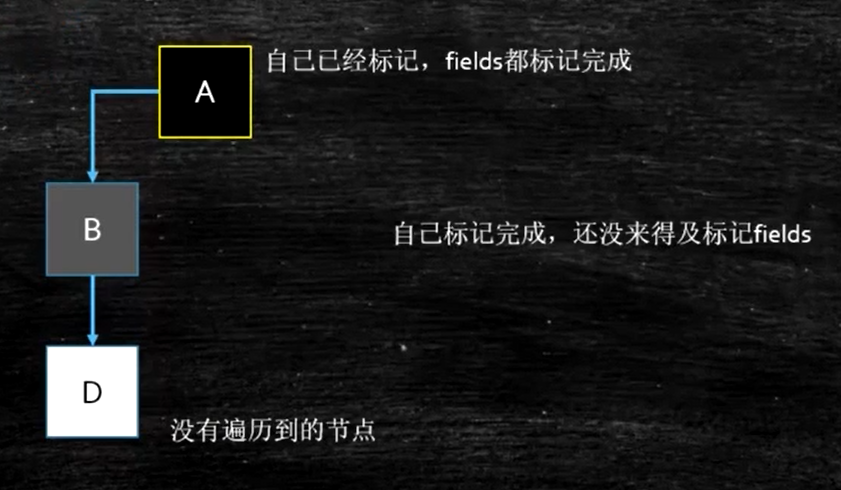 A
自己已经标记，fields都标记完成
B
自己标记完成，还没来得及标记fields
D
没有遍历到的节点